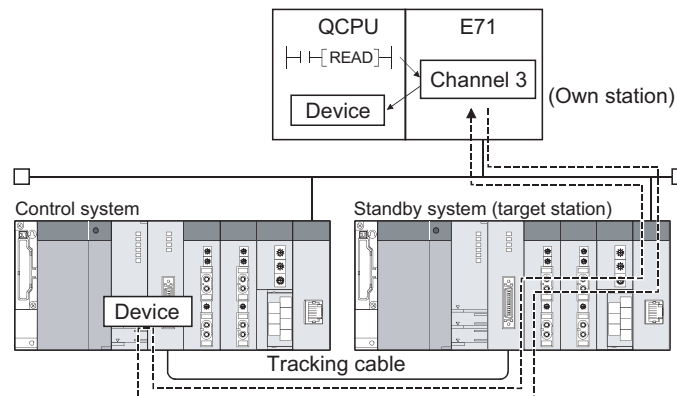 QCPU
E71
READ
Channel 3
Device
(Own station)
Control system
Standby system (target station)
Device
Tracking cable